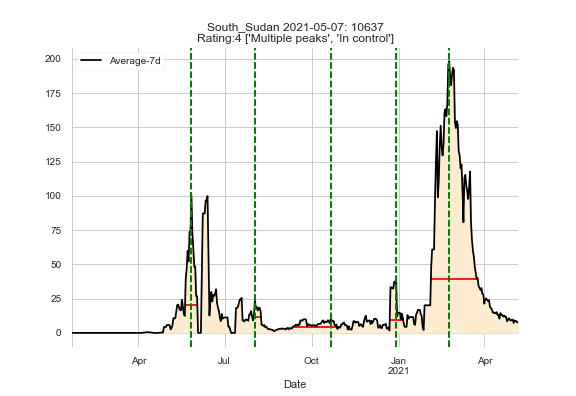 South_Sudan 2021-05-07: 10637
Rating:4 ['Multiple peaks', 'In control']
Average-7d
200
175
150
125
100
75
50
25
0
Apr
Jul
Oct
Jan
2021
Apr
Date